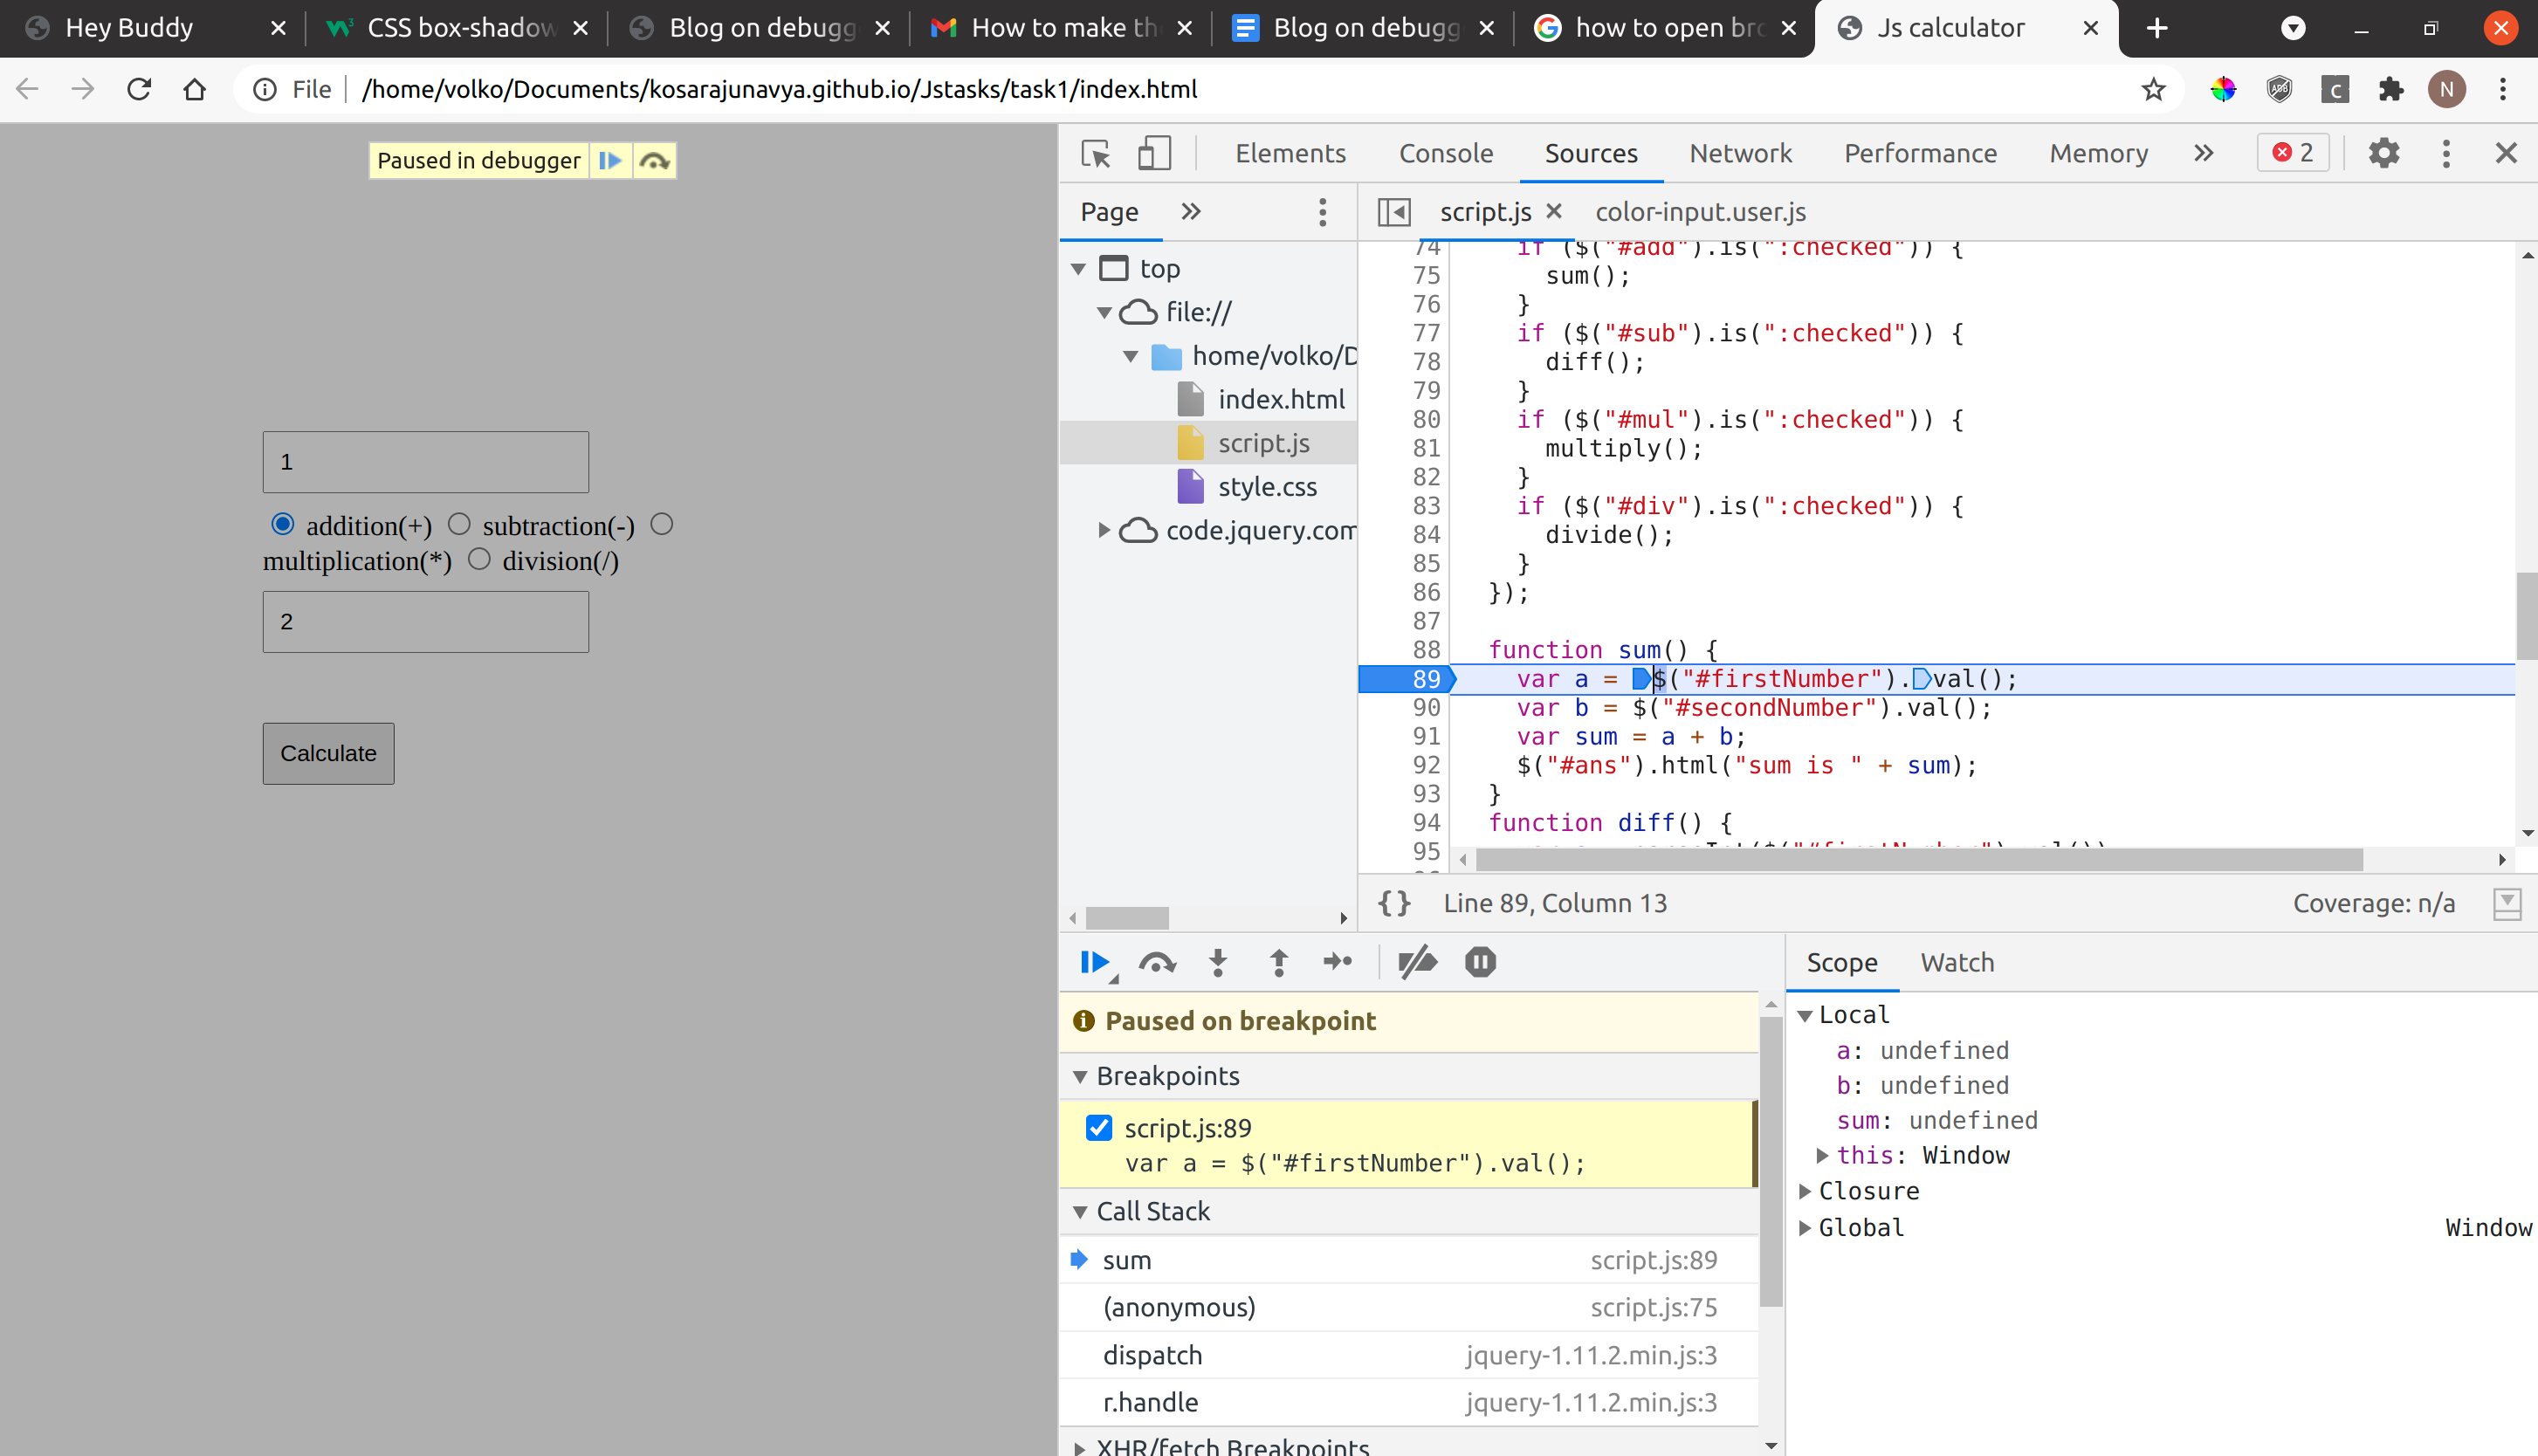 Hey Buddy
CSS box-shadow
Blog on debugg
How to make th
Blog on debugg
how to open bro
Js calculator
File
/home/volko/Documents/kosarajunavya.github.io/Jstasks/task1/index.html
N
Paused in debugger
1
addition(+) subtraction(-)
multiplication(*) division(/)
2
Calculate
Elements Console Sources Network Performance Memory
2
Page
script.js
color-input.user.js
top
file://
home/volko/D
index.html
script.js
style.css
code.jquery.com
74 if ($("#add").is(":checked")) {
75 sum();
76 }
77 if ($("#sub").is(":checked")) {
78 diff();
79 }
80 if ($("#mul").is(":checked")) {
81 multiply();
82 }
83 if ($("#div").is(":checked")) {
84 divide();
85 }
86 });
87
88 function sum() {
89 var a = $("#firstNumber").val();
90 var b = $("#secondNumber").val();
91 var sum = a + b;
92 $("#ans").html("sum is " + sum);
93 }
94 function diff() {
95
{} Line 89, Column 13
Coverage: n/a
Paused on breakpoint
Breakpoints
script.js:89
var a = $("#firstNumber").val();
Call Stack
sum script.js:89
(anonymous) script.js:75
dispatch jquery-1.11.2.min.js:3
r.handle jquery-1.11.2.min.js:3
XHR/fetch Breakpoints
Scope Watch
Local
a: undefined
b: undefined
sum: undefined
this: Window
Closure
Global Window